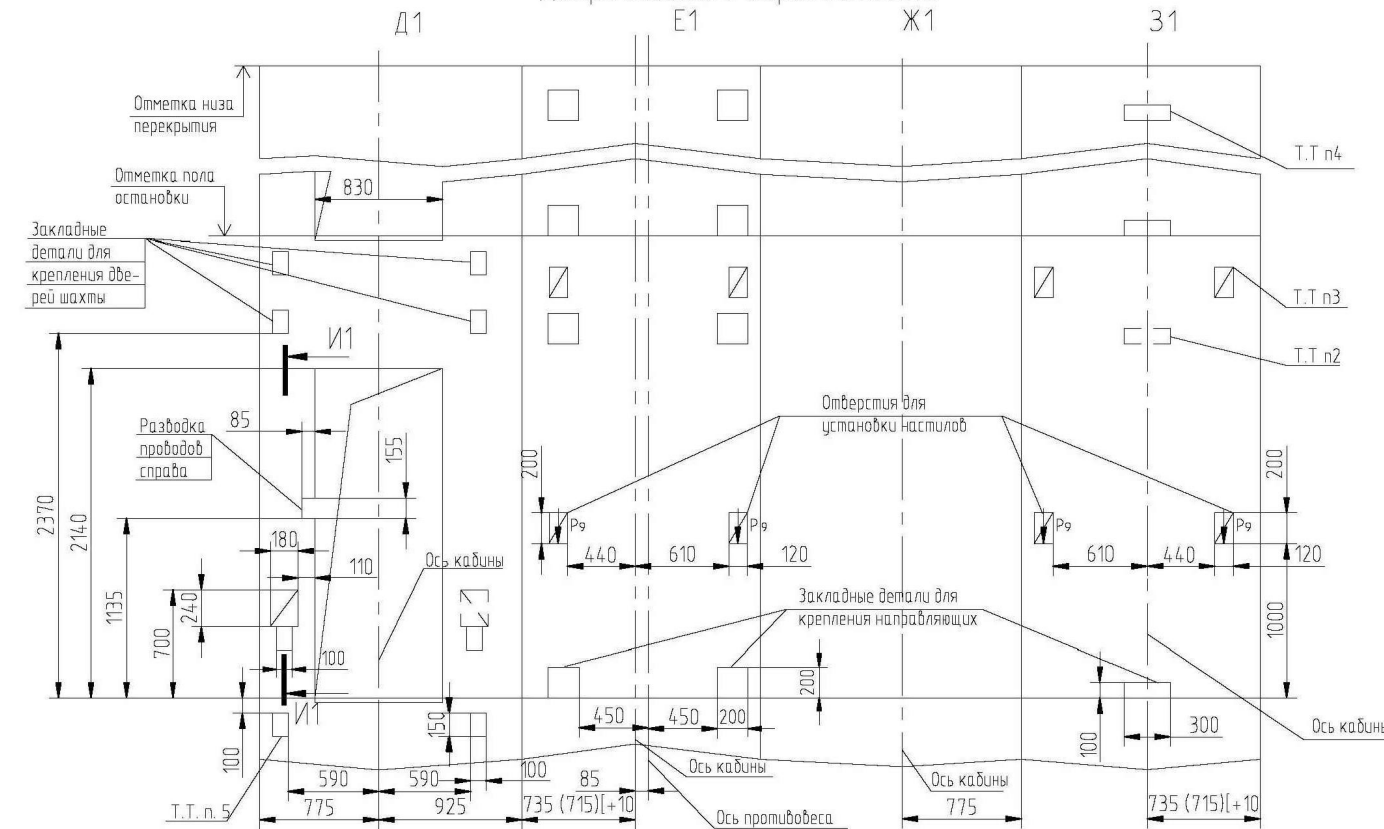 Д1
Е1
Ж1
З1
Отметка низа
перекрытия
Т.Т п4
Отметка пола
остановки
830
Закладные
детали для
крепления две-
рей шахты
Т.Т п3
И1
Т.Т п2
85
Разводка
проводов
справа
155
Отверстия для
установки настилов
200
200
2370
2140
Р9
Р9
Р9
Р9
180
440
610
120
610
440
120
110
Ось кабины
1135
240
700
Закладные детали для
крепления направляющих
1000
100
200
И1
150
450
450
200
100
300
Ось кабины
100
590
590
100
85
Ось кабины
Ось кабины
Т.Т. п. 5
775
925
735 (715)[+10
Ось противовеса
775
735 (715)[+10